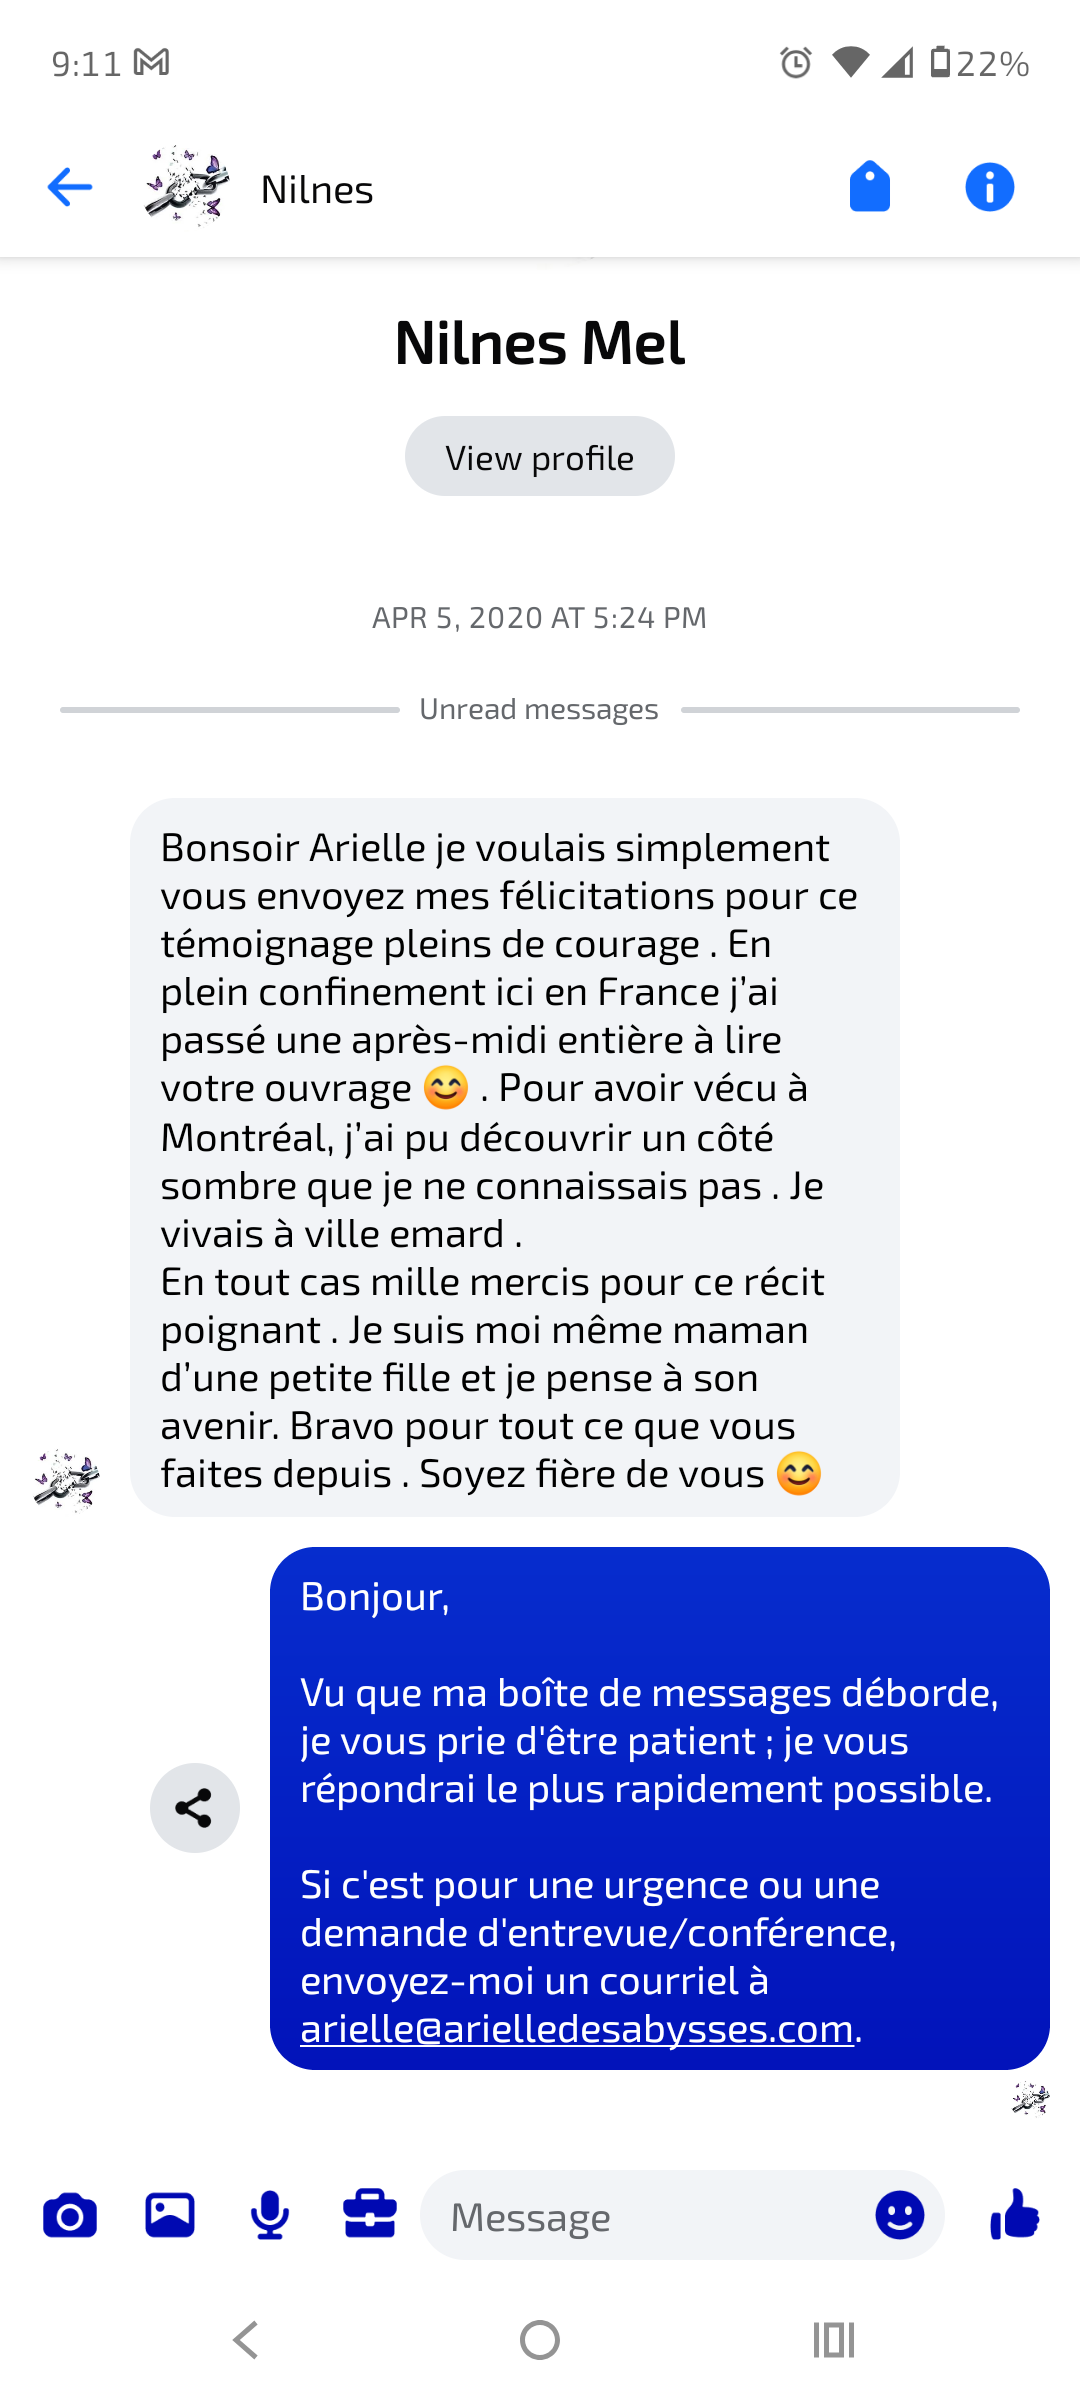 9:11
22%
Nilnes
Nilnes Mel
View profile
APR 5, 2020 AT 5:24 PM
Unread messages
Bonsoir Arielle je voulais simplement
vous envoyez mes félicitations pour ce
témoignage pleins de courage . En
plein confinement ici en France j’ai
passé une après-midi entière à lire
votre ouvrage 😊 . Pour avoir vécu à
Montréal, j’ai pu découvrir un côté
sombre que je ne connaissais pas . Je
vivais à ville emard .
En tout cas mille mercis pour ce récit
poignant . Je suis moi même maman
d’une petite fille et je pense à son
avenir. Bravo pour tout ce que vous
faites depuis . Soyez fière de vous 😊
Bonjour,
Vu que ma boîte de messages déborde,
je vous prie d'être patient ; je vous
répondrai le plus rapidement possible.
Si c'est pour une urgence ou une
demande d'entrevue/conférence,
envoyez-moi un courriel à
arielle@arielledesabysses.com.
Message